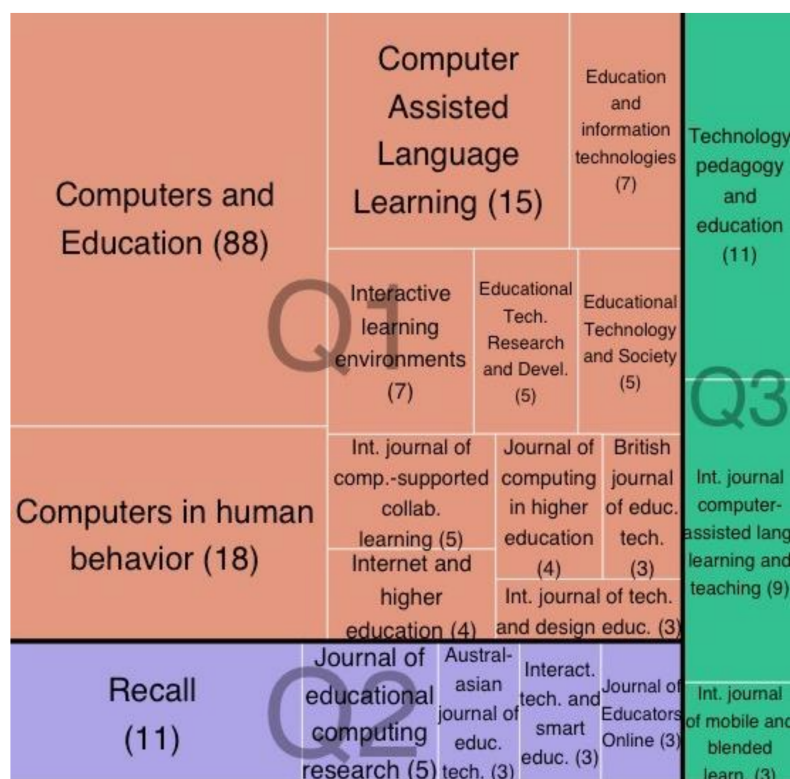 Computers and
Education (88)
Computer
Assisted
Language
Learning (15)
Education
and
information
technologies
(7)
Technology
pedagogy
and
education
(11)
Q1
Interactive
learning
environments
(7)
Educational
Tech.
Research
and Devel.
(5)
Educational
Technology
and Society
(5)
Q3
Computers in human
behavior (18)
Int. journal of
comp.-supported
collab.
learning (5)
Journal of
computing
in higher
education
(4)
British
journal
of educ.
tech.
(3)
Int. journal
computer-
assisted lang
learning and
teaching (9)
Internet and
higher
education (4)
Int. journal of tech.
and design educ. (3)
Q2
Recall
(11)
Journal of
educational
computing
research (5)
Austral-
asian
journal of
educ.
tech. (3)
Interact.
tech. and
smart
educ. (3)
Journal of
Educators
Online (3)
Int. journal
of mobile and
blended
learn. (3)